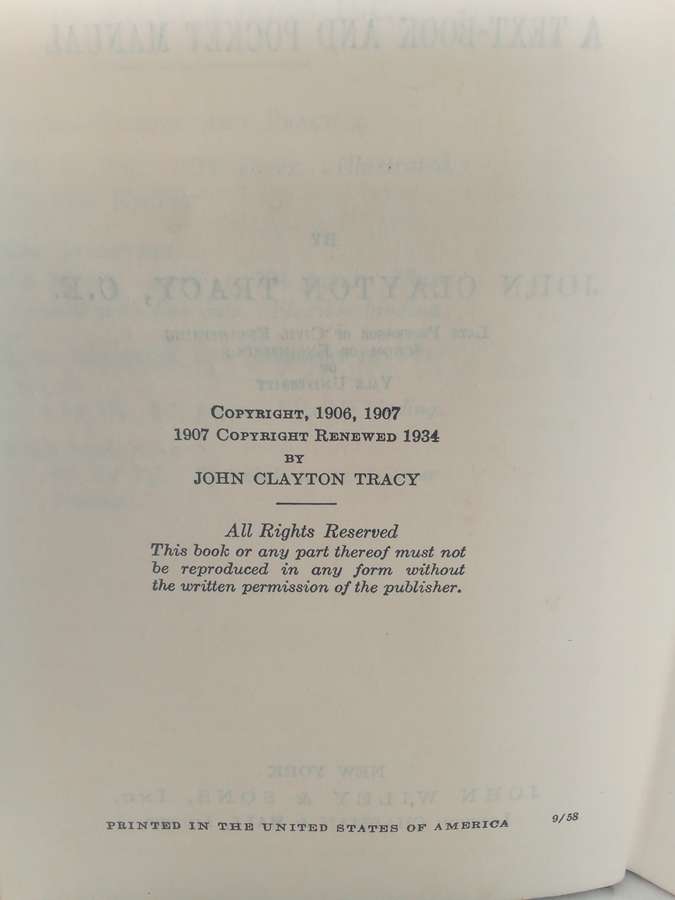 COPYRIGHT, 1906, 1907
1907 COPYRIGHT RENEWED 1934
BY
JOHN CLAYTON TRACY
All Rights Reserved
This book or any part thereof must not
be reproduced in any form without
the written permission of the publisher.
PRINTED IN THE UNITED STATES OF AMERICA 9/58